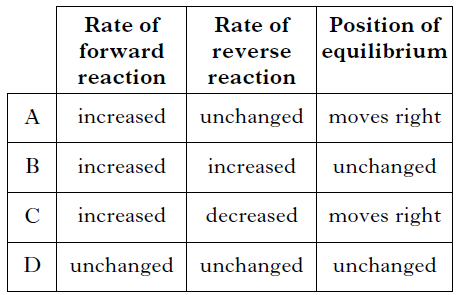 Rate of forward reaction Rate of reverse reaction Position of equilibrium
A increased unchanged moves right
B increased increased unchanged
C increased decreased moves right
D unchanged unchanged unchanged